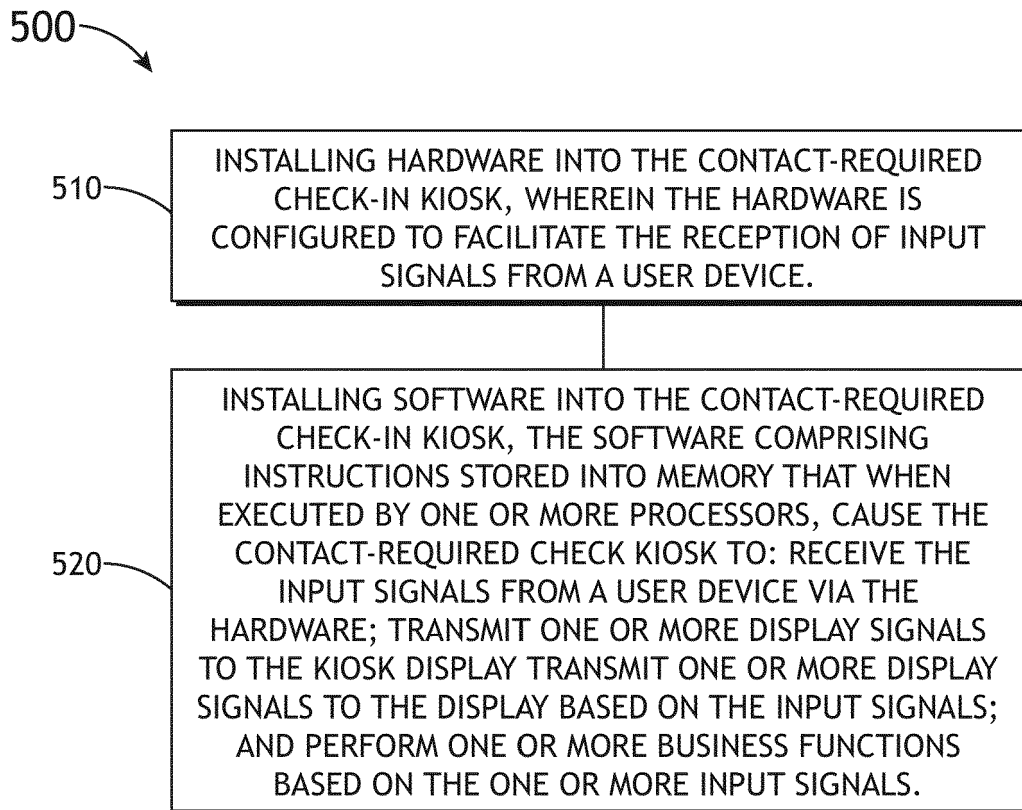 500
510
INSTALLING HARDWARE INTO THE CONTACT-REQUIRED
CHECK-IN KIOSK, WHEREIN THE HARDWARE IS
CONFIGURED TO FACILITATE THE RECEPTION OF INPUT
SIGNALS FROM A USER DEVICE.
520
INSTALLING SOFTWARE INTO THE CONTACT-REQUIRED
CHECK-IN KIOSK, THE SOFTWARE COMPRISING
INSTRUCTIONS STORED INTO MEMORY THAT WHEN
EXECUTED BY ONE OR MORE PROCESSORS, CAUSE THE
CONTACT-REQUIRED CHECK KIOSK TO: RECEIVE THE
INPUT SIGNALS FROM A USER DEVICE VIA THE
HARDWARE; TRANSMIT ONE OR MORE DISPLAY SIGNALS
TO THE KIOSK DISPLAY TRANSMIT ONE OR MORE DISPLAY
SIGNALS TO THE DISPLAY BASED ON THE INPUT SIGNALS;
AND PERFORM ONE OR MORE BUSINESS FUNCTIONS
BASED ON THE ONE OR MORE INPUT SIGNALS.